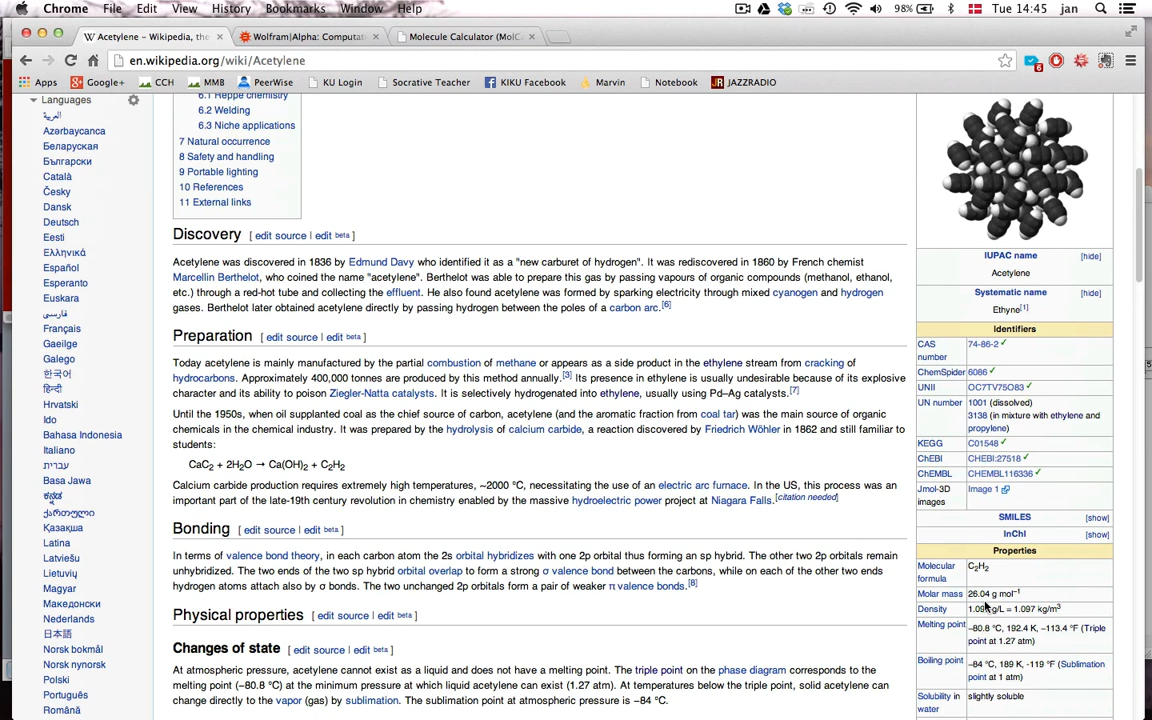 Chrome File Edit View History Bookmarks Window Help 98% Tue 14:45 jan
Acetylene – Wikipedia, the Wolfram|Alpha: Computat Molecule Calculator (MolC
en.wikipedia.org/wiki/Acetylene
Apps Google+ CCH MMB PeerWise KU Login Socrative Teacher KIKU Facebook Marvin Notebook JAZZRADIO
Languages
العربية
Azərbaycanca
Беларуская
Български
Català
Česky
Dansk
Deutsch
Eesti
Ελληνικά
Español
Esperanto
Euskara
فارسی
Français
Gaeilge
Galego
한국어
हिन्दी
Hrvatski
Ido
Bahasa Indonesia
Italiano
עברית
Basa Jawa
ಕನ್ನಡ
Қазақша
Latina
Latviešu
Lietuvių
Magyar
Македонски
Nederlands
日本語
Norsk bokmål
Norsk nynorsk
Polski
Português
Română
6.1 Reppe chemistry
6.2 Welding
6.3 Niche applications
7 Natural occurrence
8 Safety and handling
9 Portable lighting
10 References
11 External links
Discovery [ edit source | edit beta ]
Acetylene was discovered in 1836 by Edmund Davy who identified it as a "new carburet of hydrogen". It was rediscovered in 1860 by French chemist
Marcellin Berthelot, who coined the name "acetylene". Berthelot was able to prepare this gas by passing vapours of organic compounds (methanol, ethanol,
etc.) through a red-hot tube and collecting the effluent. He also found acetylene was formed by sparking electricity through mixed cyanogen and hydrogen
gases. Berthelot later obtained acetylene directly by passing hydrogen between the poles of a carbon arc.[6]
Preparation [ edit source | edit beta ]
Today acetylene is mainly manufactured by the partial combustion of methane or appears as a side product in the ethylene stream from cracking of
hydrocarbons. Approximately 400,000 tonnes are produced by this method annually.[3] Its presence in ethylene is usually undesirable because of its explosive
character and its ability to poison Ziegler-Natta catalysts. It is selectively hydrogenated into ethylene, usually using Pd–Ag catalysts.[7]
Until the 1950s, when oil supplanted coal as the chief source of carbon, acetylene (and the aromatic fraction from coal tar) was the main source of organic
chemicals in the chemical industry. It was prepared by the hydrolysis of calcium carbide, a reaction discovered by Friedrich Wöhler in 1862 and still familiar to
students:
CaC₂ + 2H₂O → Ca(OH)₂ + C₂H₂
Calcium carbide production requires extremely high temperatures, ~2000 °C, necessitating the use of an electric arc furnace. In the US, this process was an
important part of the late-19th century revolution in chemistry enabled by the massive hydroelectric power project at Niagara Falls.[citation needed]
Bonding [ edit source | edit beta ]
In terms of valence bond theory, in each carbon atom the 2s orbital hybridizes with one 2p orbital thus forming an sp hybrid. The other two 2p orbitals remain
unhybridized. The two ends of the two sp hybrid orbital overlap to form a strong σ valence bond between the carbons, while on each of the other two ends
hydrogen atoms attach also by σ bonds. The two unchanged 2p orbitals form a pair of weaker π valence bonds.[8]
Physical properties [ edit source | edit beta ]
Changes of state [ edit source | edit beta ]
At atmospheric pressure, acetylene cannot exist as a liquid and does not have a melting point. The triple point on the phase diagram corresponds to the
melting point (−80.8 °C) at the minimum pressure at which liquid acetylene can exist (1.27 atm). At temperatures below the triple point, solid acetylene can
change directly to the vapor (gas) by sublimation. The sublimation point at atmospheric pressure is −84 °C.
IUPAC name [hide]
Acetylene
Systematic name [hide]
Ethyne[1]
Identifiers
CAS number 74-86-2 ✓
ChemSpider 6086 ✓
UNII OC7TV75O83 ✓
UN number 1001 (dissolved)
3138 (in mixture with ethylene and
propylene)
KEGG C01548 ✓
ChEBI CHEBI:27518 ✓
ChEMBL CHEMBL116336 ✓
Jmol-3D images Image 1
SMILES [show]
InChI [show]
Properties
Molecular formula C₂H₂
Molar mass 26.04 g mol⁻¹
Density g/L = 1.097 kg/m³
Melting point −80.8 °C, 192.4 K, −113.4 °F (Triple
point at 1.27 atm)
Boiling point −84 °C, 189 K, -119 °F (Sublimation
point at 1 atm)
Solubility in water slightly soluble